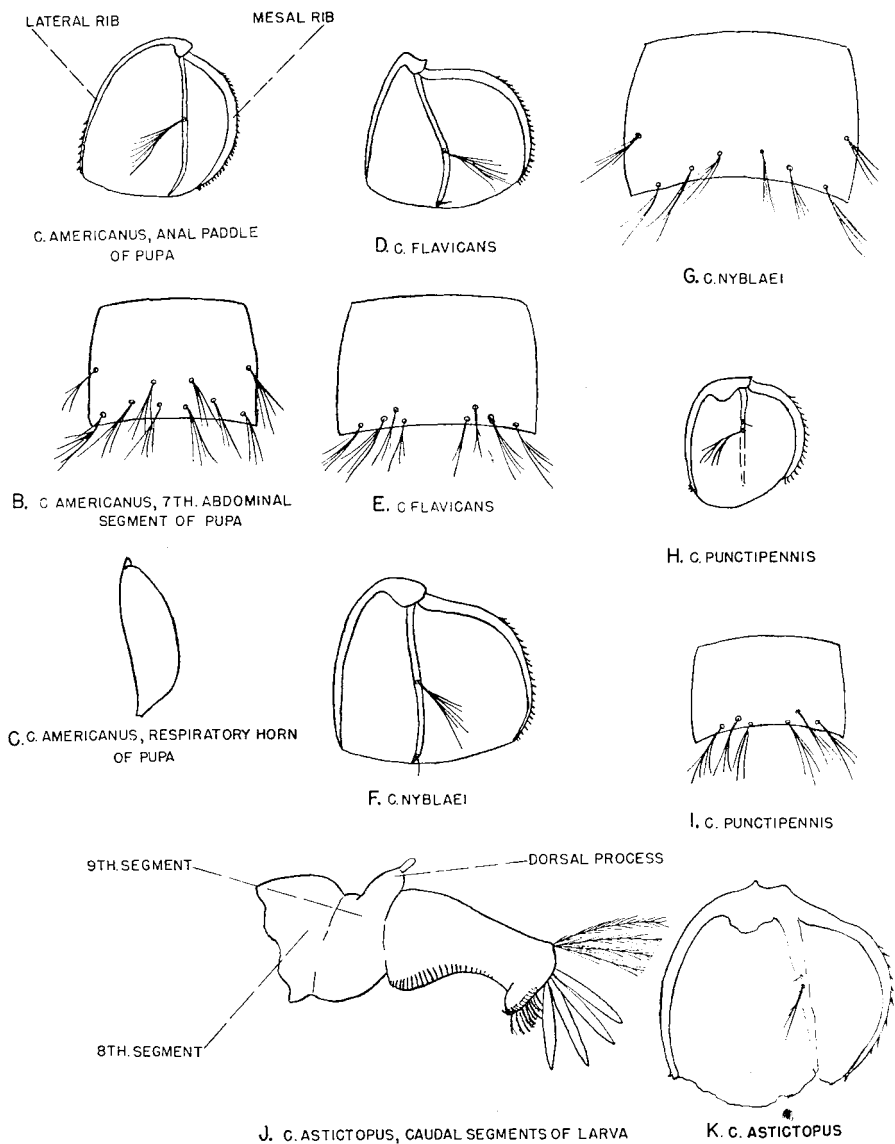 LATERAL RIB
MESAL RIB
C. AMERICANUS, ANAL PADDLE
OF PUPA
D. C. FLAVICANS
G. C. NYBLAEI
B. C AMERICANUS, 7TH. ABDOMINAL
SEGMENT OF PUPA
E. C FLAVICANS
H. C. PUNCTIPENNIS
C. C. AMERICANUS, RESPIRATORY HORN
OF PUPA
F. C. NYBLAEI
I. C. PUNCTIPENNIS
9TH. SEGMENT
DORSAL PROCESS
8TH. SEGMENT
J. C. ASTICTOPUS, CAUDAL SEGMENTS OF LARVA
K. C. ASTICTOPUS